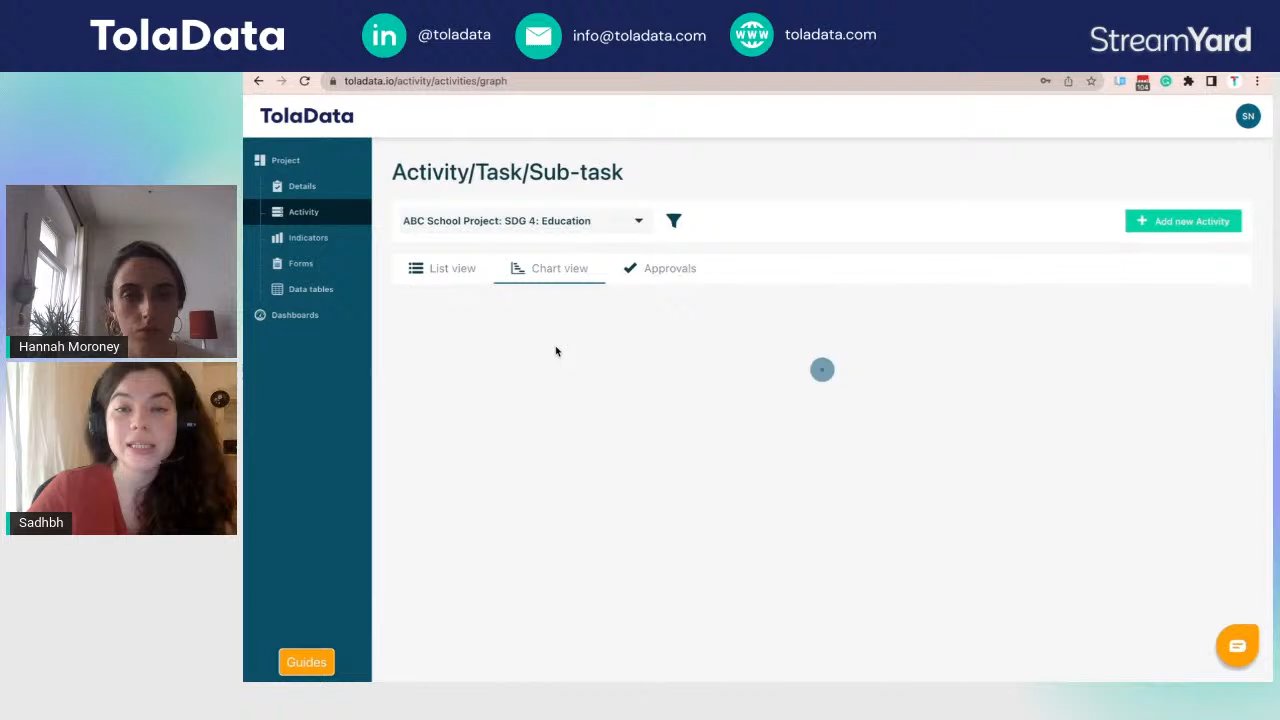 TolaData
@toladata
info@toladata.com
WWW
toladata.com
StreamYard
toladata.io/activity/activities/graph
104
TolaData
SN
Project
Details
Activity
Indicators
Forms
Data tables
Dashboards
Guides
Activity/Task/Sub-task
ABC School Project: SDG 4: Education
+ Add new Activity
List view
Chart view
Approvals
Hannah Moroney
Sadhbh